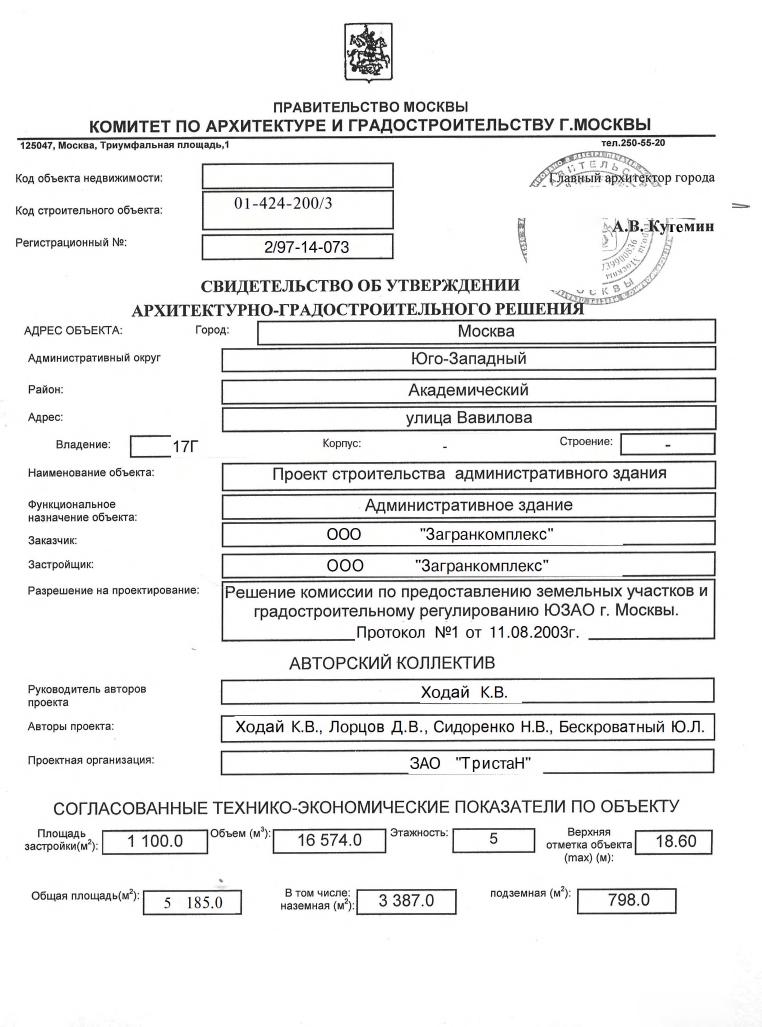 ПРАВИТЕЛЬСТВО МОСКВЫ
КОМИТЕТ ПО АРХИТЕКТУРЕ И ГРАДОСТРОИТЕЛЬСТВУ Г.МОСКВЫ
125047, Москва, Триумфальная площадь,1 тел.250-55-20
Код объекта недвижимости: Главный архитектор города
Код строительного объекта: 01-424-200/3
А.В. Кутемин
Регистрационный №: 2/97-14-073
СВИДЕТЕЛЬСТВО ОБ УТВЕРЖДЕНИИ
АРХИТЕКТУРНО-ГРАДОСТРОИТЕЛЬНОГО РЕШЕНИЯ
АДРЕС ОБЪЕКТА: Город: Москва
Административный округ Юго-Западный
Район: Академический
Адрес: улица Вавилова
Владение: 17Г Корпус: - Строение: -
Наименование объекта: Проект строительства административного здания
Функциональное
назначение объекта: Административное здание
Заказчик: ООО "Загранкомплекс"
Застройщик: ООО "Загранкомплекс"
Разрешение на проектирование: Решение комиссии по предоставлению земельных участков и
градостроительному регулированию ЮЗАО г. Москвы.
Протокол №1 от 11.08.2003г.
АВТОРСКИЙ КОЛЛЕКТИВ
Руководитель авторов
проекта Ходай К.В.
Авторы проекта: Ходай К.В., Лорцов Д.В., Сидоренко Н.В., Бескроватный Ю.Л.
Проектная организация: ЗАО "ТристаН"
СОГЛАСОВАННЫЕ ТЕХНИКО-ЭКОНОМИЧЕСКИЕ ПОКАЗАТЕЛИ ПО ОБЪЕКТУ
Площадь
застройки(м²): 1 100.0 Объем (м³): 16 574.0 Этажность: 5 Верхняя
отметка объекта
(max) (м): 18.60
Общая площадь(м²): 5 185.0 В том числе:
наземная (м²): 3 387.0 подземная (м²): 798.0